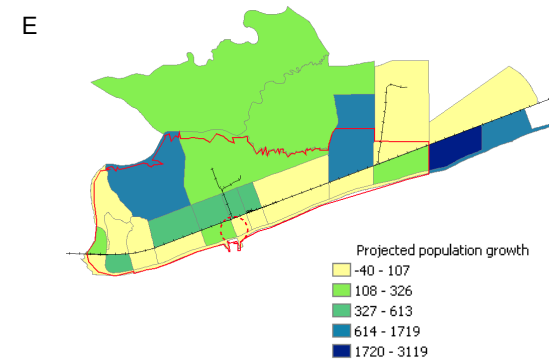 E
Projected population growth
-40 - 107
108 - 326
327 - 613
614 - 1719
1720 - 3119